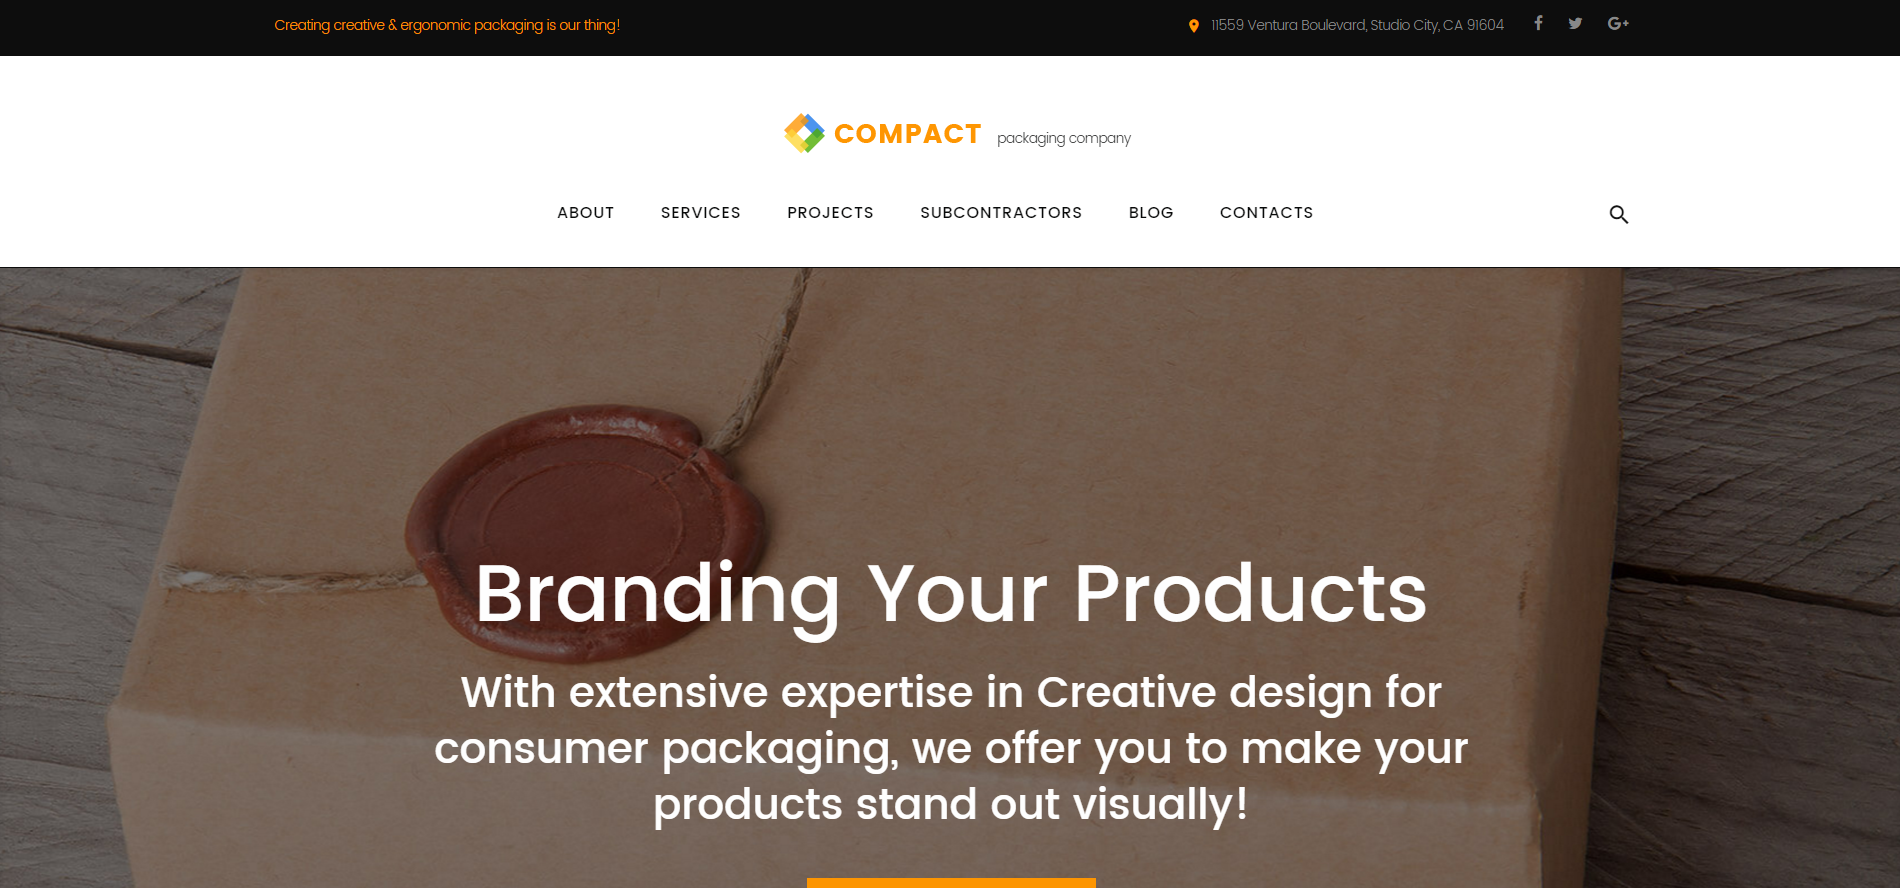 Creating creative & ergonomic packaging is our thing!
11559 Ventura Boulevard, Studio City, CA 91604
COMPACT packaging company
ABOUT SERVICES PROJECTS SUBCONTRACTORS BLOG CONTACTS
Branding Your Products
With extensive expertise in Creative design for
consumer packaging, we offer you to make your
products stand out visually!